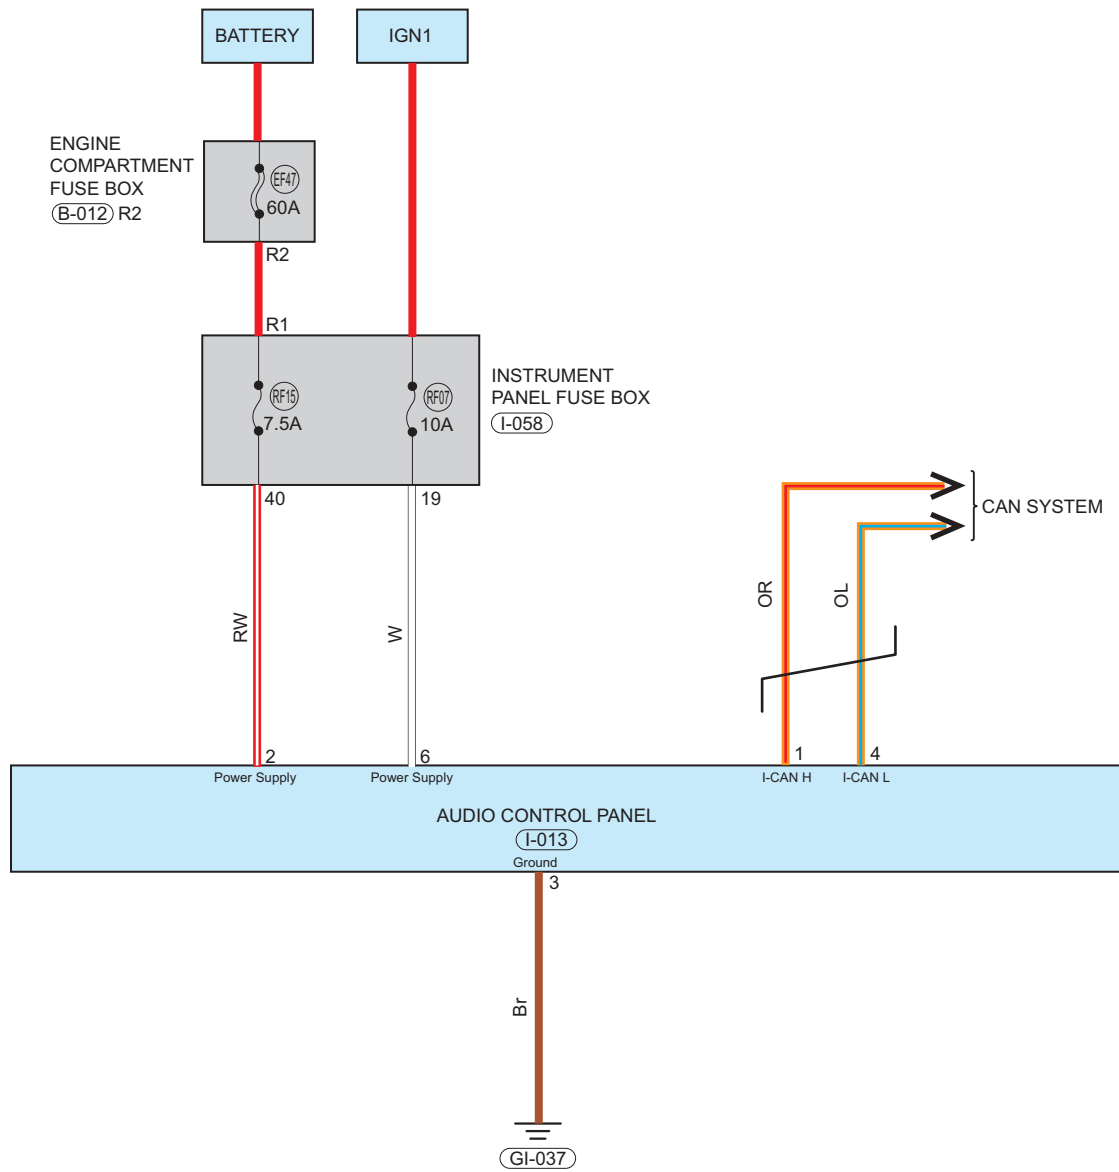 BATTERY
IGN1
ENGINE
COMPARTMENT
FUSE BOX
B-012 R2
EF47
60A
R2
R1
RF15
7.5A
RF07
10A
INSTRUMENT
PANEL FUSE BOX
I-058
40
19
CAN SYSTEM
RW
W
OR
OL
2
6
1
4
Power Supply
Power Supply
I-CAN H
I-CAN L
AUDIO CONTROL PANEL
I-013
Ground
3
Br
GI-037